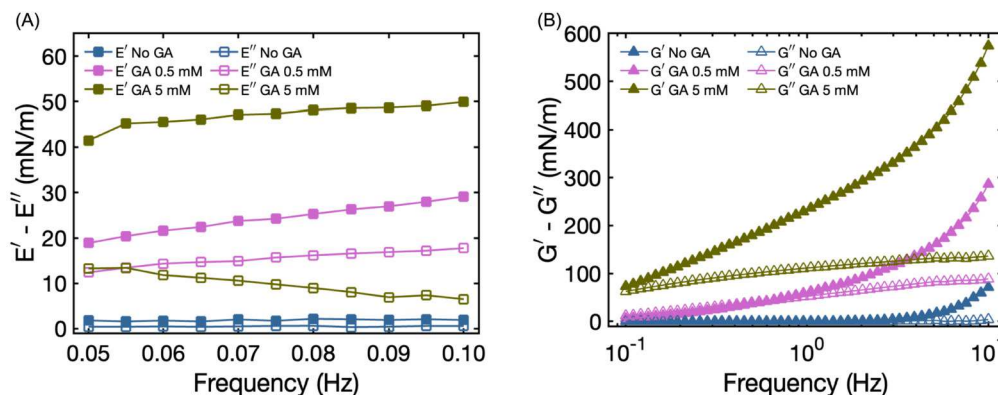 (A)
E′ No GA E″ No GA
E′ GA 0.5 mM E″ GA 0.5 mM
E′ GA 5 mM E″ GA 5 mM
E′ - E″ (mN/m)
60
50
40
30
20
10
0
0.05 0.06 0.07 0.08 0.09 0.10
Frequency (Hz)
(B)
G′ No GA G″ No GA
G′ GA 0.5 mM G″ GA 0.5 mM
G′ GA 5 mM G″ GA 5 mM
G′ - G″ (mN/m)
600
500
400
300
200
100
0
10⁻¹ 10⁰ 10¹
Frequency (Hz)